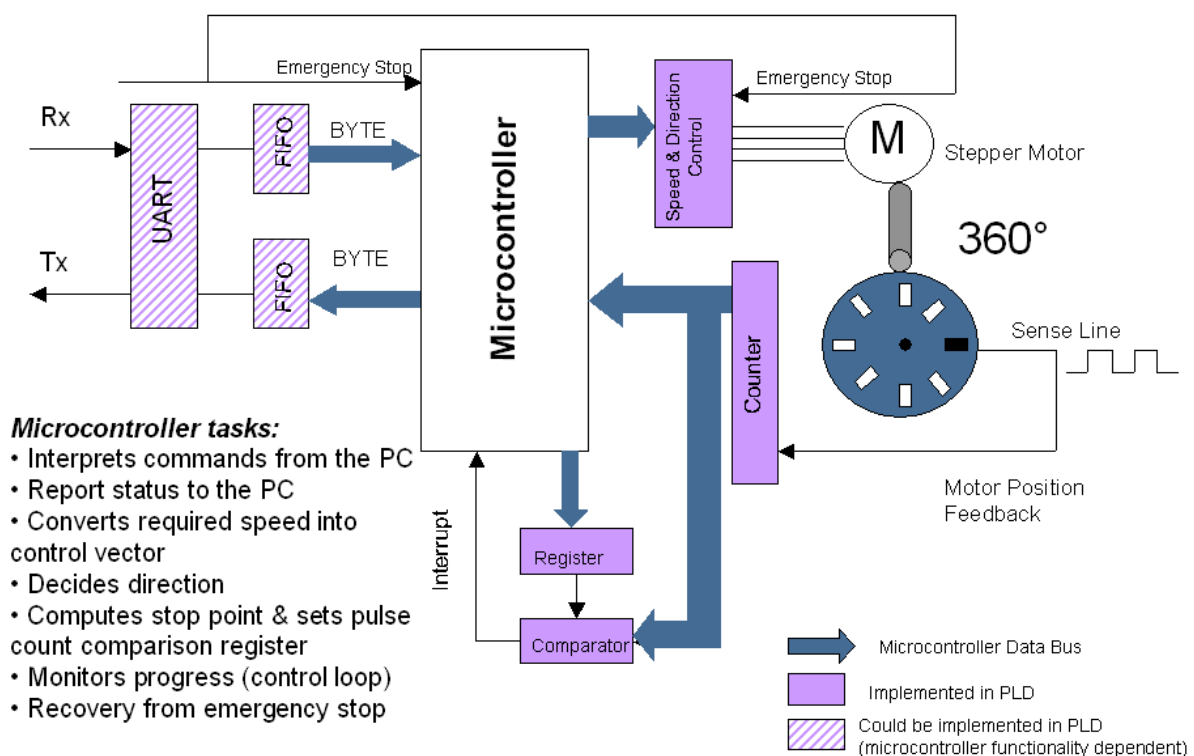 Emergency Stop
Emergency Stop
Rx
BYTE
FIFO
UART
Tx
BYTE
FIFO
Microcontroller
Speed & Direction
Control
M
Stepper Motor
360°
Sense Line
Counter
Motor Position
Feedback
Interrupt
Register
Comparator
Microcontroller tasks:
• Interprets commands from the PC
• Report status to the PC
• Converts required speed into
control vector
• Decides direction
• Computes stop point & sets pulse
count comparison register
• Monitors progress (control loop)
• Recovery from emergency stop
Microcontroller Data Bus
Implemented in PLD
Could be implemented in PLD
(microcontroller functionality dependent)